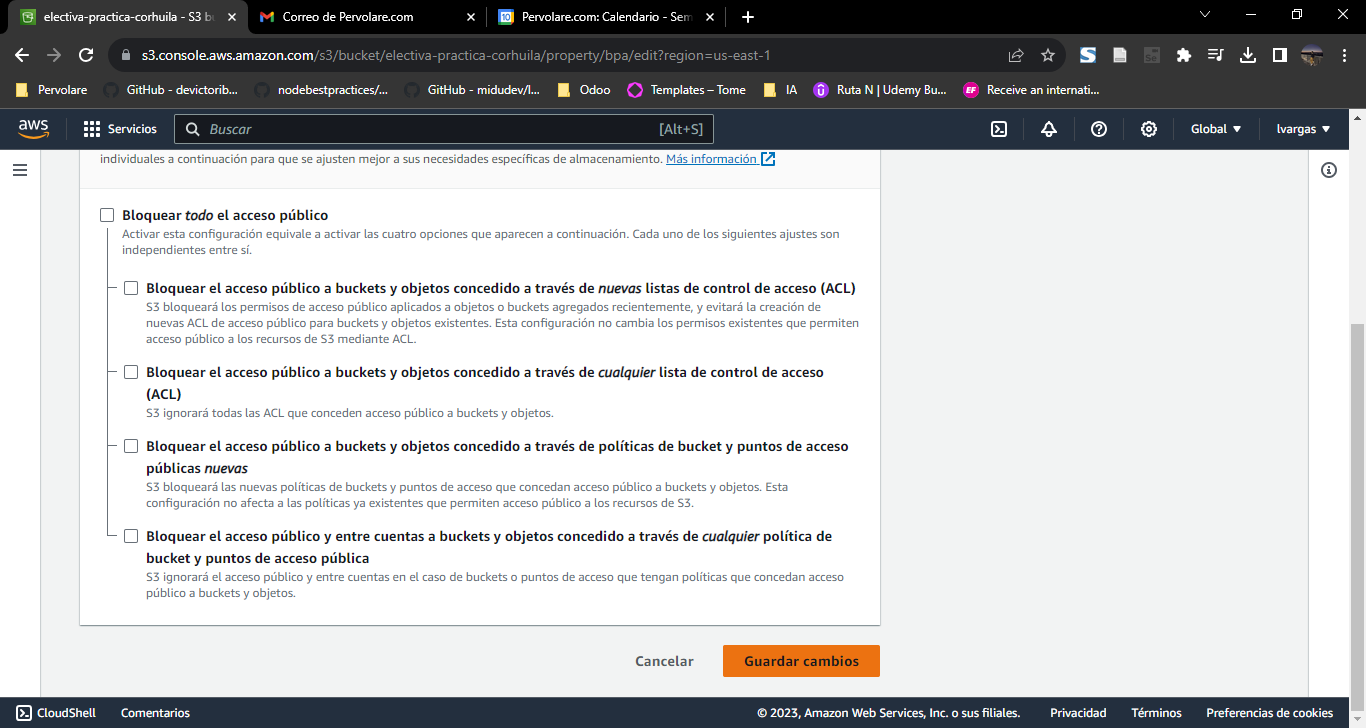 electiva-practica-corhuila - S3 bu
Correo de Pervolare.com
Pervolare.com: Calendario - Sem
s3.console.aws.amazon.com/s3/bucket/electiva-practica-corhuila/property/bpa/edit?region=us-east-1
Pervolare
GitHub - devictorib...
nodebestpractices/...
GitHub - midudev/l...
Odoo
Templates – Tome
IA
Ruta N | Udemy Bu...
EF
Receive an internati...
aws
Servicios
Buscar
[Alt+S]
Global
lvargas
individuales a continuación para que se ajusten mejor a sus necesidades específicas de almacenamiento. Más información
Bloquear todo el acceso público
Activar esta configuración equivale a activar las cuatro opciones que aparecen a continuación. Cada uno de los siguientes ajustes son
independientes entre sí.
Bloquear el acceso público a buckets y objetos concedido a través de nuevas listas de control de acceso (ACL)
S3 bloqueará los permisos de acceso público aplicados a objetos o buckets agregados recientemente, y evitará la creación de
nuevas ACL de acceso público para buckets y objetos existentes. Esta configuración no cambia los permisos existentes que permiten
acceso público a los recursos de S3 mediante ACL.
Bloquear el acceso público a buckets y objetos concedido a través de cualquier lista de control de acceso
(ACL)
S3 ignorará todas las ACL que conceden acceso público a buckets y objetos.
Bloquear el acceso público a buckets y objetos concedido a través de políticas de bucket y puntos de acceso
públicas nuevas
S3 bloqueará las nuevas políticas de buckets y puntos de acceso que concedan acceso público a buckets y objetos. Esta
configuración no afecta a las políticas ya existentes que permiten acceso público a los recursos de S3.
Bloquear el acceso público y entre cuentas a buckets y objetos concedido a través de cualquier política de
bucket y puntos de acceso pública
S3 ignorará el acceso público y entre cuentas en el caso de buckets o puntos de acceso que tengan políticas que concedan acceso
público a buckets y objetos.
Cancelar
Guardar cambios
CloudShell
Comentarios
© 2023, Amazon Web Services, Inc. o sus filiales.
Privacidad
Términos
Preferencias de cookies